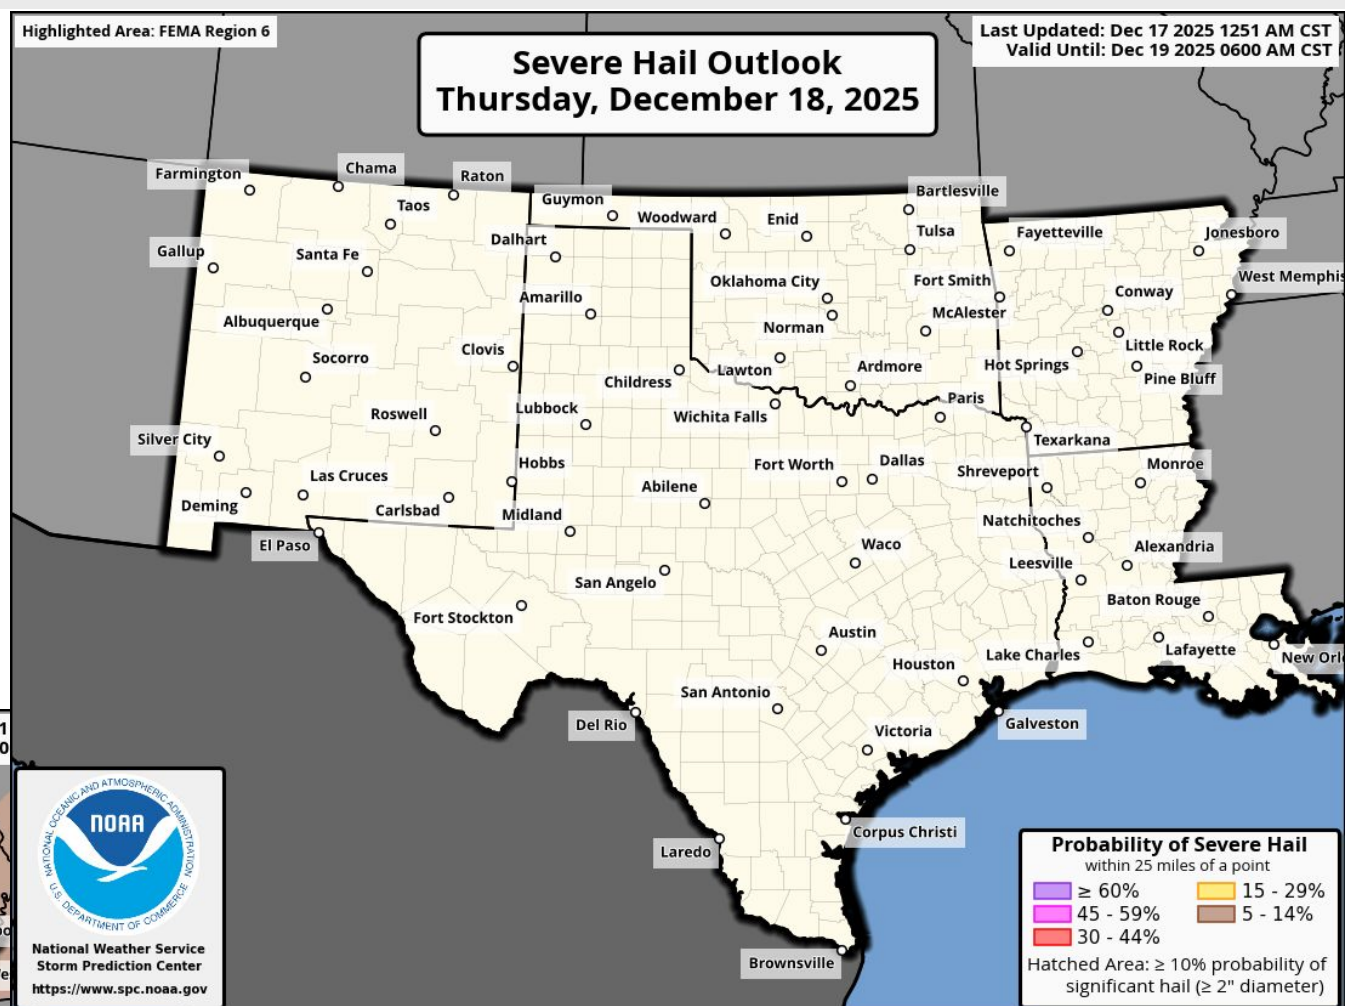 Highlighted Area: FEMA Region 6
Last Updated: Dec 17 2025 1251 AM CST
Valid Until: Dec 19 2025 0600 AM CST
Severe Hail Outlook
Thursday, December 18, 2025
Farmington
Chama
Raton
Guymon
Bartlesville
Taos
Woodward
Enid
Tulsa
Fayetteville
Jonesboro
Gallup
Santa Fe
Dalhart
Oklahoma City
Fort Smith
West Memphis
Albuquerque
Amarillo
Norman
McAlester
Conway
Socorro
Clovis
Childress
Lawton
Ardmore
Hot Springs
Little Rock
Pine Bluff
Roswell
Lubbock
Wichita Falls
Paris
Texarkana
Silver City
Las Cruces
Hobbs
Abilene
Fort Worth
Dallas
Shreveport
Monroe
Deming
Carlsbad
Midland
Natchitoches
El Paso
San Angelo
Waco
Leesville
Alexandria
Fort Stockton
Austin
Baton Rouge
Houston
Lake Charles
Lafayette
New Orl
Del Rio
San Antonio
Victoria
Galveston
Laredo
Corpus Christi
Brownsville
NATIONAL OCEANIC AND ATMOSPHERIC ADMINISTRATION
NOAA
U.S. DEPARTMENT OF COMMERCE
National Weather Service
Storm Prediction Center
https://www.spc.noaa.gov
Probability of Severe Hail
within 25 miles of a point
≥ 60%
15 - 29%
45 - 59%
5 - 14%
30 - 44%
Hatched Area: ≥ 10% probability of
significant hail (≥ 2" diameter)